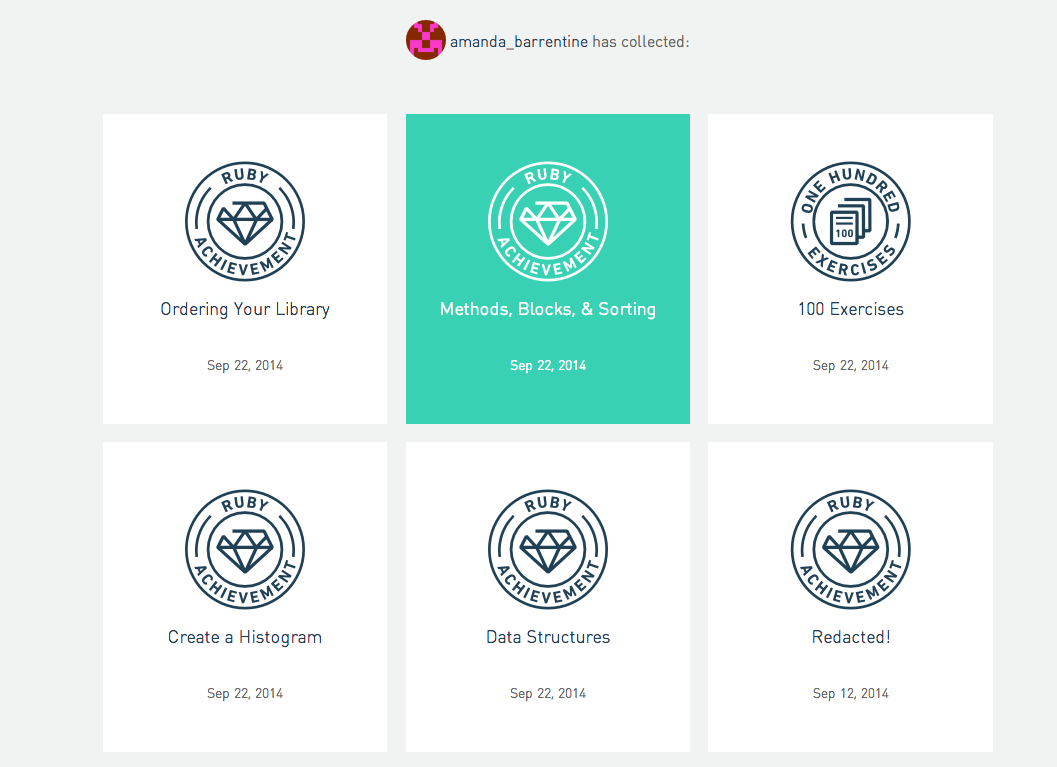 amanda_barrentine has collected:
RUBY
ACHIEVEMENT
Ordering Your Library
Sep 22, 2014
RUBY
ACHIEVEMENT
Methods, Blocks, & Sorting
Sep 22, 2014
ONE HUNDRED
100
EXERCISES
100 Exercises
Sep 22, 2014
RUBY
ACHIEVEMENT
Create a Histogram
Sep 22, 2014
RUBY
ACHIEVEMENT
Data Structures
Sep 22, 2014
RUBY
ACHIEVEMENT
Redacted!
Sep 12, 2014